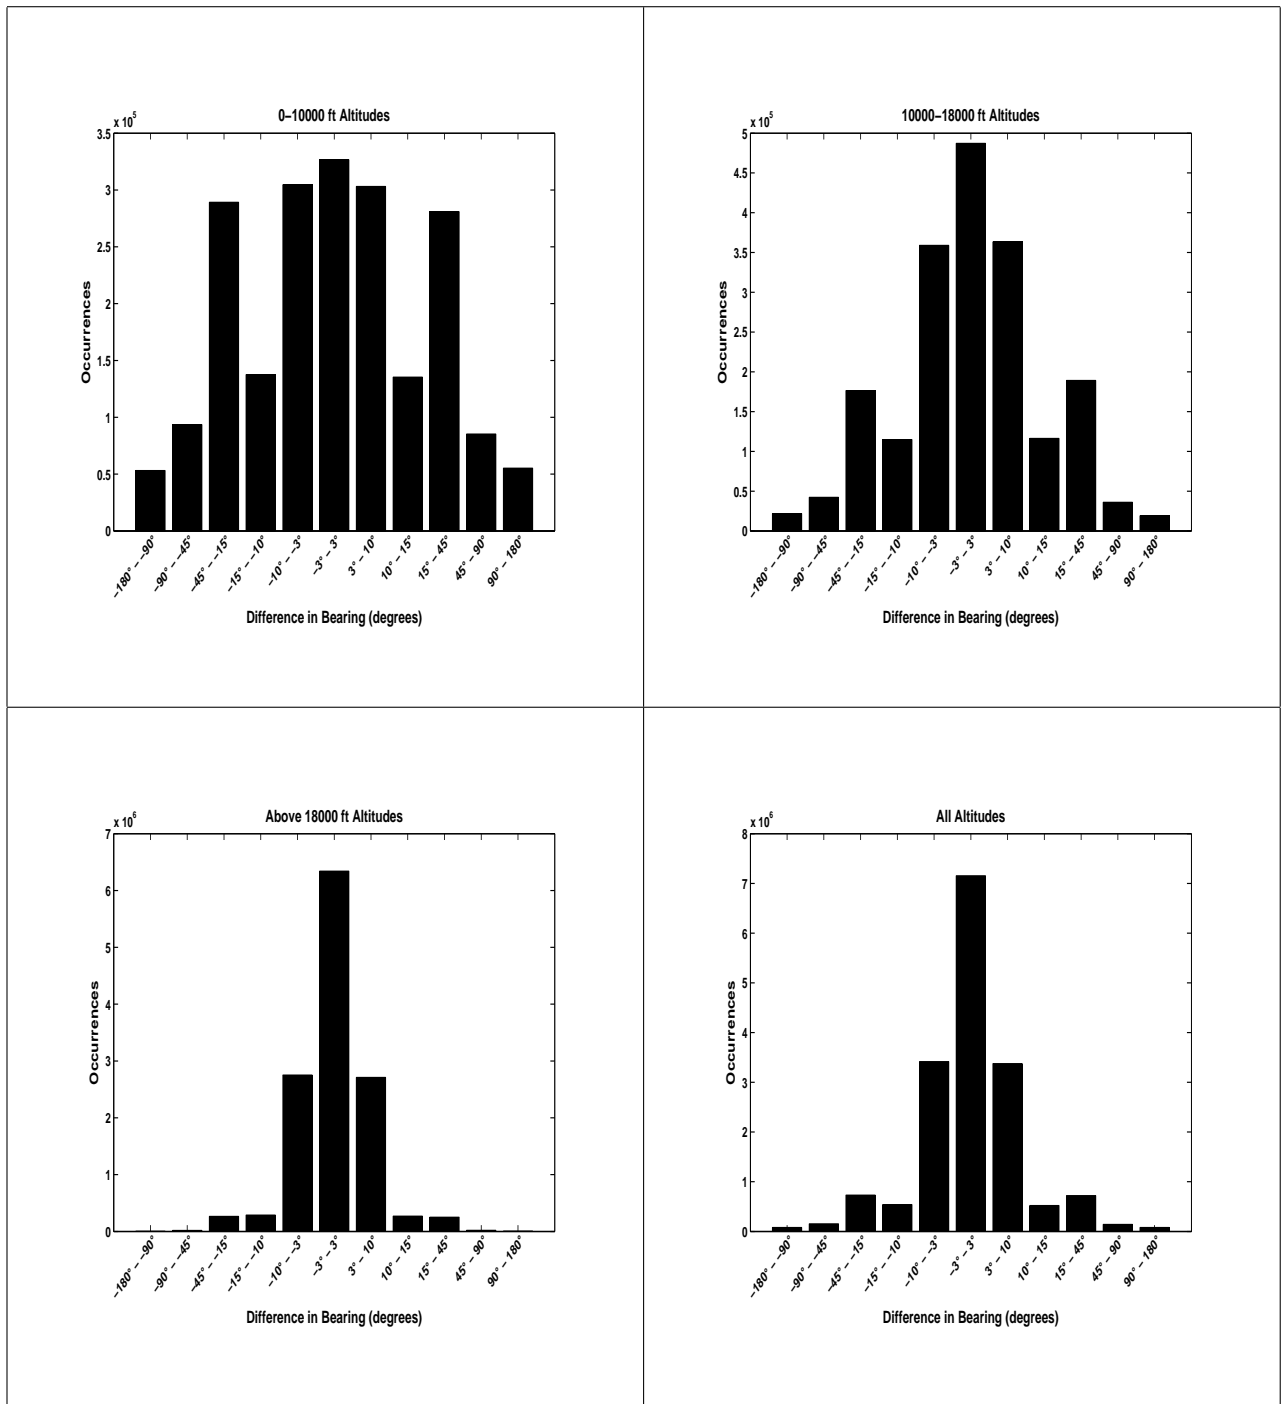 0–10000 ft Altitudes
x 10⁵
3.5
3
2.5
2
1.5
1
0.5
0
Occurrences
–180° – –90°
–90° – –45°
–45° – –15°
–15° – –10°
–10° – –3°
–3° – 3°
3° – 10°
10° – 15°
15° – 45°
45° – 90°
90° – 180°
Difference in Bearing (degrees)
10000–18000 ft Altitudes
x 10⁵
5
4.5
4
3.5
3
2.5
2
1.5
1
0.5
0
Occurrences
–180° – –90°
–90° – –45°
–45° – –15°
–15° – –10°
–10° – –3°
–3° – 3°
3° – 10°
10° – 15°
15° – 45°
45° – 90°
90° – 180°
Difference in Bearing (degrees)
Above 18000 ft Altitudes
x 10⁶
7
6
5
4
3
2
1
0
Occurrences
–180° – –90°
–90° – –45°
–45° – –15°
–15° – –10°
–10° – –3°
–3° – 3°
3° – 10°
10° – 15°
15° – 45°
45° – 90°
90° – 180°
Difference in Bearing (degrees)
All Altitudes
x 10⁶
8
7
6
5
4
3
2
1
0
Occurrences
–180° – –90°
–90° – –45°
–45° – –15°
–15° – –10°
–10° – –3°
–3° – 3°
3° – 10°
10° – 15°
15° – 45°
45° – 90°
90° – 180°
Difference in Bearing (degrees)